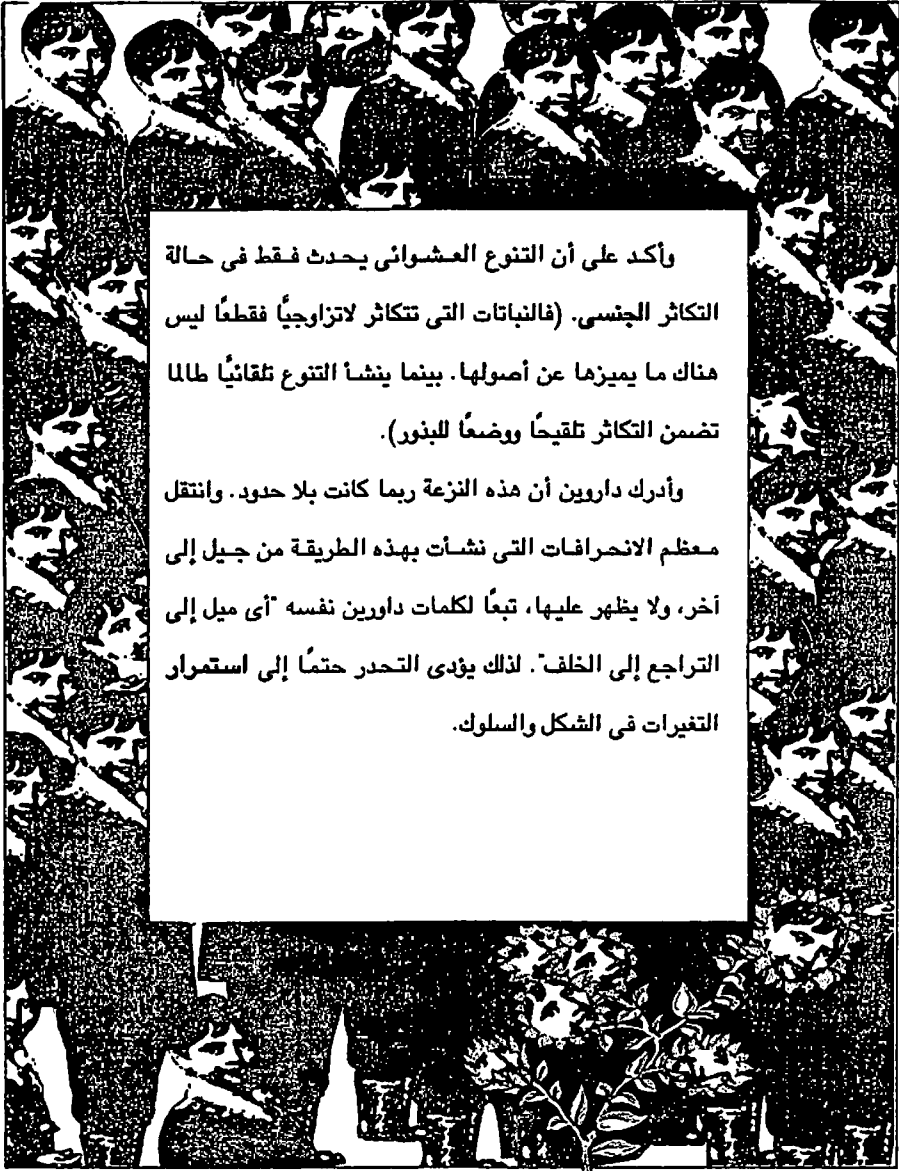 وأكد على أن التنوع العشوائى يحدث فقط فى حالة
التكاثر الجنسى. (فالنباتات التى تتكاثر لاتزاوجيًا فقطعًا ليس
هناك ما يميزها عن أصولها. بينما ينشأ التنوع تلقائيًا طالما
تضمن التكاثر تلقيحًا ووضعًا للبذور).
وأدرك داروين أن هذه النزعة ربما كانت بلا حدود. وانتقل
معظم الانحرافات التى نشأت بهذه الطريقة من جيل إلى
آخر، ولا يظهر عليها، تبعًا لكلمات داورين نفسه "أى ميل إلى
التراجع إلى الخلف". لذلك يؤدى التحدر حتمًا إلى استمرار
التغيرات فى الشكل والسلوك.